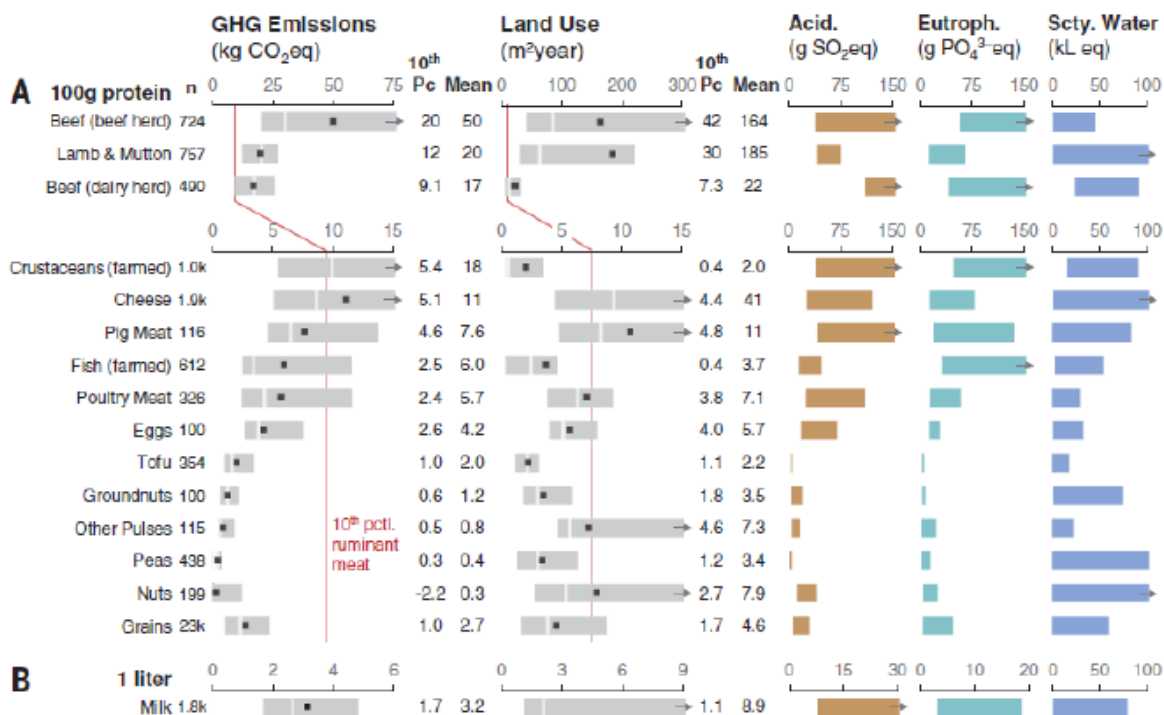 GHG Emissions Land Use Acid. Eutroph. Scty. Water
(kg CO₂eq) 10th (m²year) 10th (g SO₂eq) (g PO₄³⁻eq) (kL eq)
Pc Mean Pc Mean
A 100g protein n 0 25 50 75 0 100 200 300 0 75 150 0 75 150 0 50 100
Beef (beef herd) 724 20 50 42 164
Lamb & Mutton 757 12 20 30 185
Beef (dairy herd) 490 9.1 17 7.3 22
0 5 10 15 0 5 10 15 0 75 150 0 75 150 0 50 100
Crustaceans (farmed) 1.0k 5.4 18 0.4 2.0
Cheese 1.9k 5.1 11 4.4 41
Pig Meat 116 4.6 7.6 4.8 11
Fish (farmed) 612 2.5 6.0 0.4 3.7
Poultry Meat 326 2.4 5.7 3.8 7.1
Eggs 100 2.6 4.2 4.0 5.7
Tofu 354 1.0 2.0 1.1 2.2
Groundnuts 100 0.6 1.2 1.8 3.5
Other Pulses 115 10th pctl. 0.5 0.8 4.6 7.3
ruminant
Peas 438 meat 0.3 0.4 1.2 3.4
Nuts 199 -2.2 0.3 2.7 7.9
Grains 23k 1.0 2.7 1.7 4.6
B 1 liter 0 2 4 6 0 3 6 9 0 15 30 0 10 20 0 50 100
Milk 1.8k 1.7 3.2 1.1 8.9